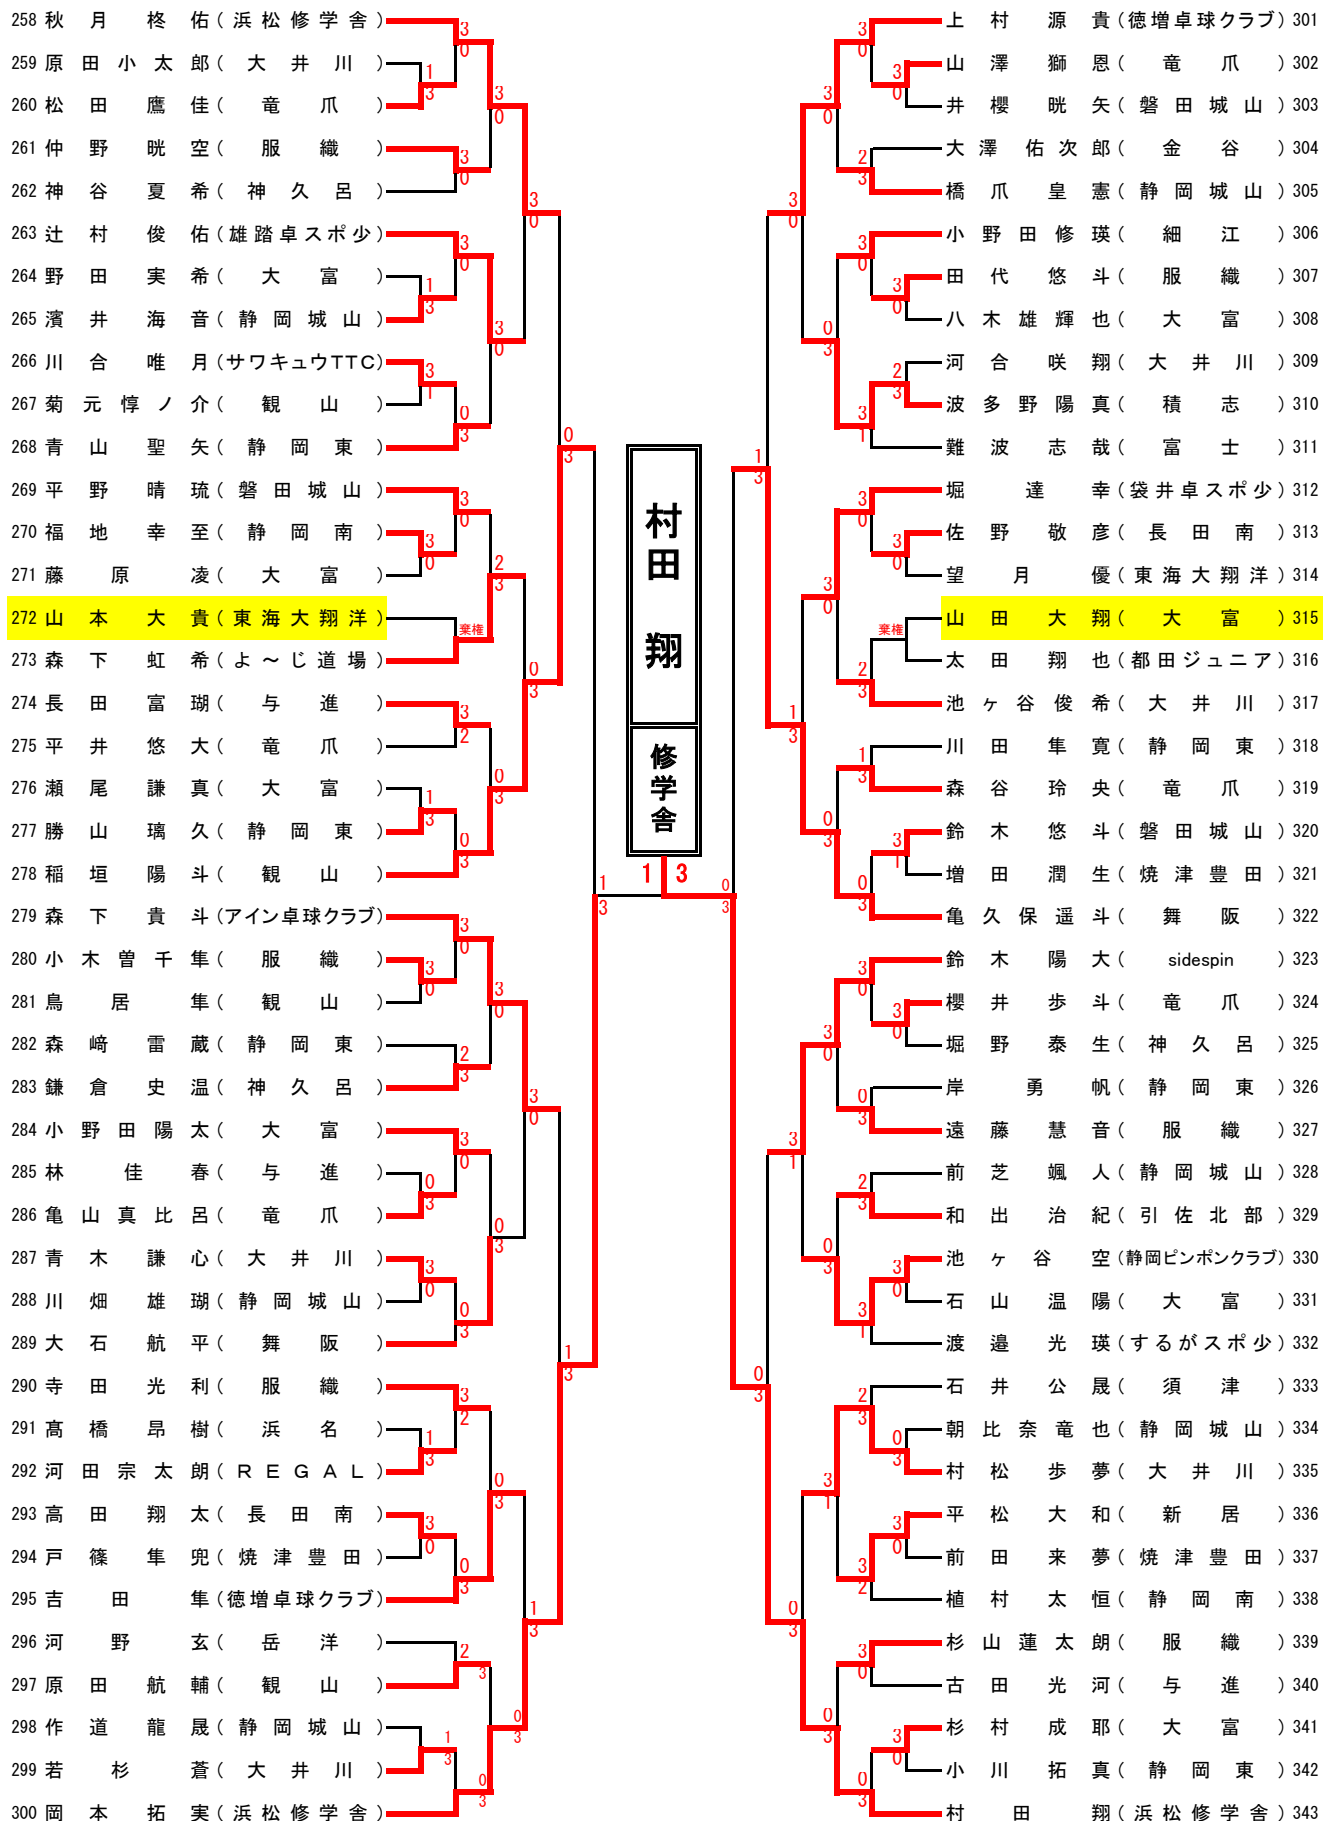 258 秋月柊佑(浜松修学舎)
259 原田小太郎(大井川)
260 松田鷹佳(竜爪)
261 仲野晄空(服織)
262 神谷夏希(神久呂)
263 辻村俊佑(雄踏卓スポ少)
264 野田実希(大富)
265 濱井海音(静岡城山)
266 川合唯月(サワキュウTTC)
267 菊元惇ノ介(観山)
268 青山聖矢(静岡東)
269 平野晴琉(磐田城山)
270 福地幸至(静岡南)
271 藤原凌(大富)
272 山本大貴(東海大翔洋)
273 森下虹希(よ～じ道場)
274 長田富瑚(与進)
275 平井悠大(竜爪)
276 瀬尾謙真(大富)
277 勝山璃久(静岡東)
278 稲垣陽斗(観山)
279 森下貴斗(アイン卓球クラブ)
280 小木曽千隼(服織)
281 鳥居隼(観山)
282 森﨑雷蔵(静岡東)
283 鎌倉史温(神久呂)
284 小野田陽太(大富)
285 林佳春(与進)
286 亀山真比呂(竜爪)
287 青木謙心(大井川)
288 川畑雄瑚(静岡城山)
289 大石航平(舞阪)
290 寺田光利(服織)
291 髙橋昂樹(浜名)
292 河田宗太朗(REGAL)
293 高田翔太(長田南)
294 戸篠隼兜(焼津豊田)
295 吉田隼(徳増卓球クラブ)
296 河野玄(岳洋)
297 原田航輔(観山)
298 作道龍晟(静岡城山)
299 若杉蒼(大井川)
300 岡本拓実(浜松修学舎)
棄権
村田 翔
修学舎
1 3
棄権
上村源貴(徳増卓球クラブ) 301
山澤獅恩(竜爪) 302
井櫻晄矢(磐田城山) 303
大澤佑次郎(金谷) 304
橋爪皇憲(静岡城山) 305
小野田修瑛(細江) 306
田代悠斗(服織) 307
八木雄輝也(大富) 308
河合咲翔(大井川) 309
波多野陽真(積志) 310
難波志哉(富士) 311
堀達幸(袋井卓スポ少) 312
佐野敬彦(長田南) 313
望月優(東海大翔洋) 314
山田大翔(大富) 315
太田翔也(都田ジュニア) 316
池ヶ谷俊希(大井川) 317
川田隼寛(静岡東) 318
森谷玲央(竜爪) 319
鈴木悠斗(磐田城山) 320
増田潤生(焼津豊田) 321
亀久保遥斗(舞阪) 322
鈴木陽大(sidespin) 323
櫻井歩斗(竜爪) 324
堀野泰生(神久呂) 325
岸勇帆(静岡東) 326
遠藤慧音(服織) 327
前芝颯人(静岡城山) 328
和出治紀(引佐北部) 329
池ヶ谷空(静岡ピンポンクラブ) 330
石山温陽(大富) 331
渡邉光瑛(するがスポ少) 332
石井公晟(須津) 333
朝比奈竜也(静岡城山) 334
村松歩夢(大井川) 335
平松大和(新居) 336
前田来夢(焼津豊田) 337
植村太恒(静岡南) 338
杉山蓮太朗(服織) 339
古田光河(与進) 340
杉村成耶(大富) 341
小川拓真(静岡東) 342
村田翔(浜松修学舎) 343